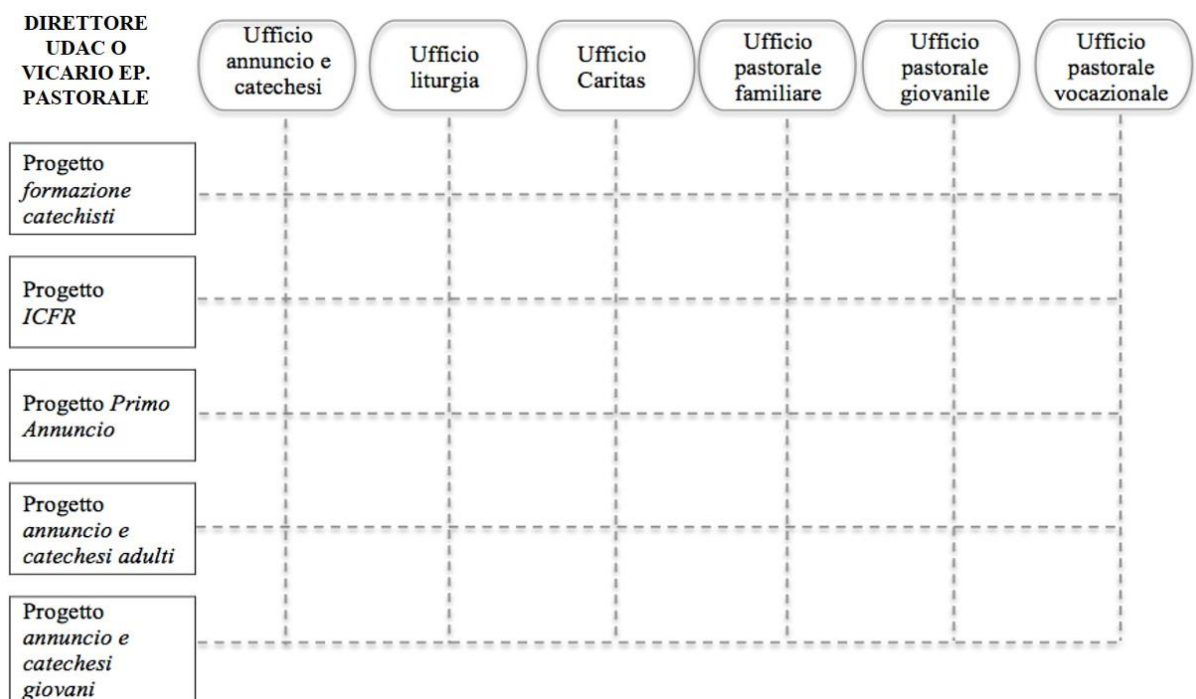 DIRETTORE
UDAC O
VICARIO EP.
PASTORALE
Ufficio
annuncio e
catechesi
Ufficio
liturgia
Ufficio
Caritas
Ufficio
pastorale
familiare
Ufficio
pastorale
giovanile
Ufficio
pastorale
vocazionale
Progetto
formazione
catechisti
Progetto
ICFR
Progetto Primo
Annuncio
Progetto
annuncio e
catechesi adulti
Progetto
annuncio e
catechesi
giovani